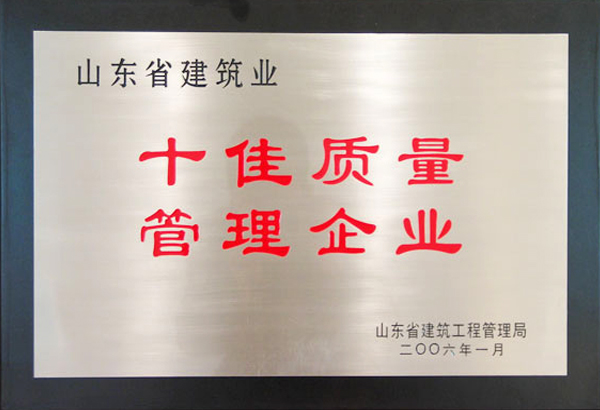 山东省建筑业
十佳质量
管理企业
山东省建筑工程管理局
二〇〇六年一月